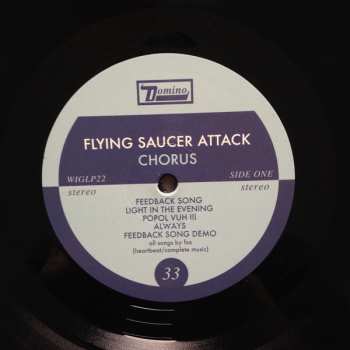 Domino
FLYING SAUCER ATTACK
CHORUS
WIGLP22 SIDE ONE
stereo stereo
FEEDBACK SONG
LIGHT IN THE EVENING
POPOL VUH III
ALWAYS
FEEDBACK SONG DEMO
all songs by fsa
(heartbeat/complete music)
33